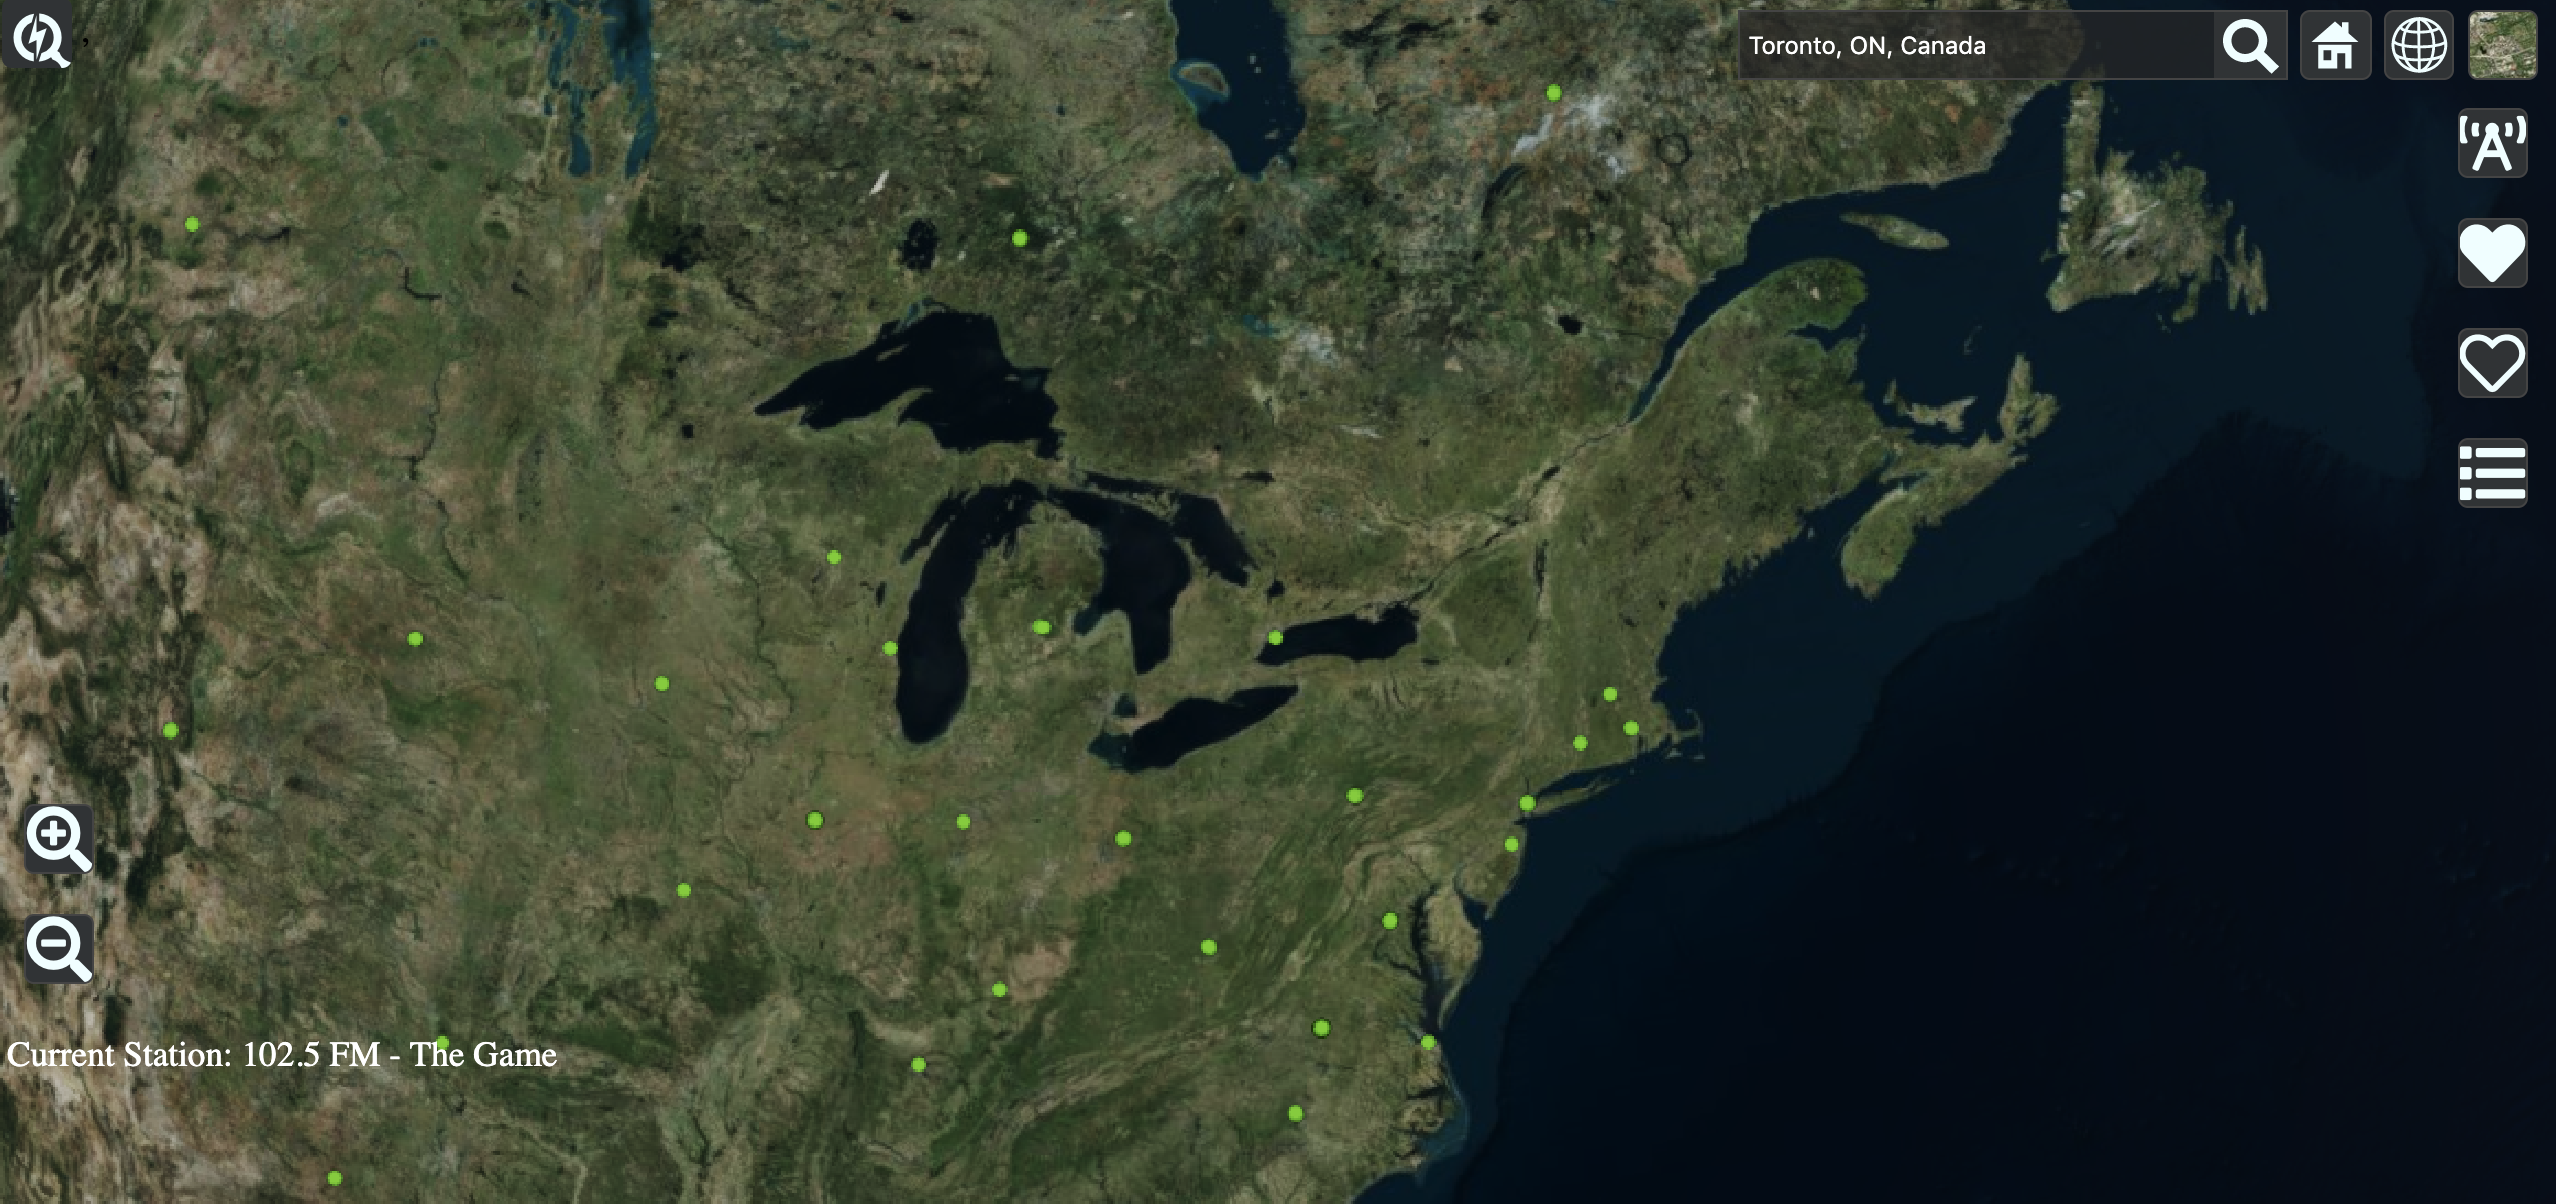 Toronto, ON, Canada
Current Station: 102.5 FM - The Game